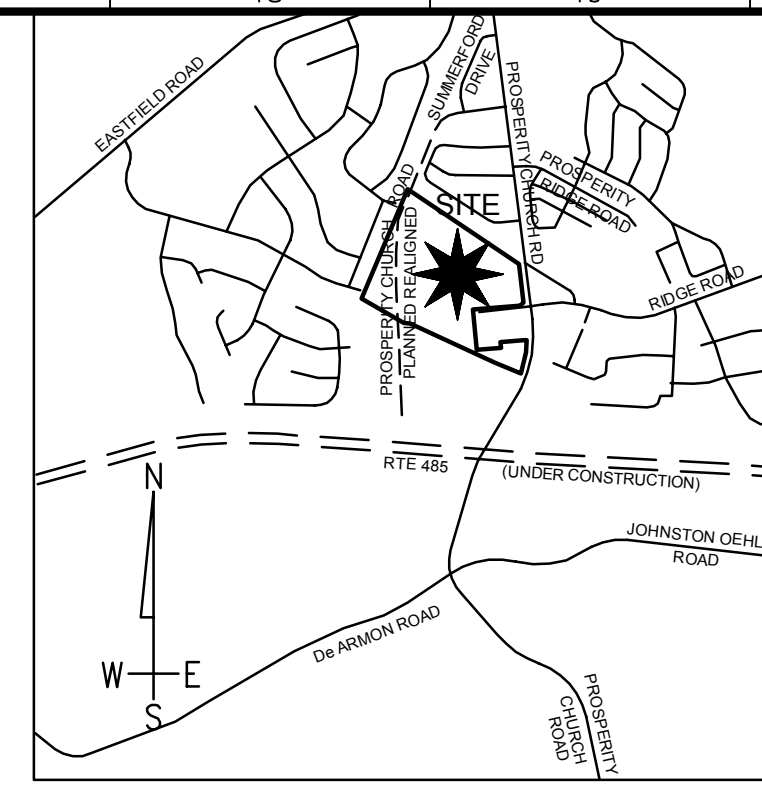 EASTFIELD ROAD
SUMMERFORD
DRIVE
PROSPERITY CHURCH RD
PROSPERITY
RIDGE ROAD
ROAD
SITE
PROSPERITY CHURCH
PLANNED REALIGNED
RIDGE ROAD
RTE 485
(UNDER CONSTRUCTION)
N
W
E
S
JOHNSTON OEHL
ROAD
De ARMON ROAD
PROSPERITY
CHURCH
ROAD